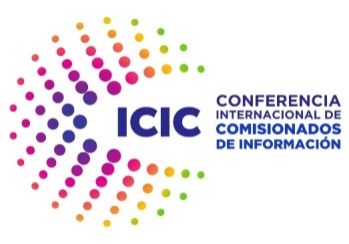 ICIC
CONFERENCIA
INTERNACIONAL DE
COMISIONADOS
DE INFORMACIÓN